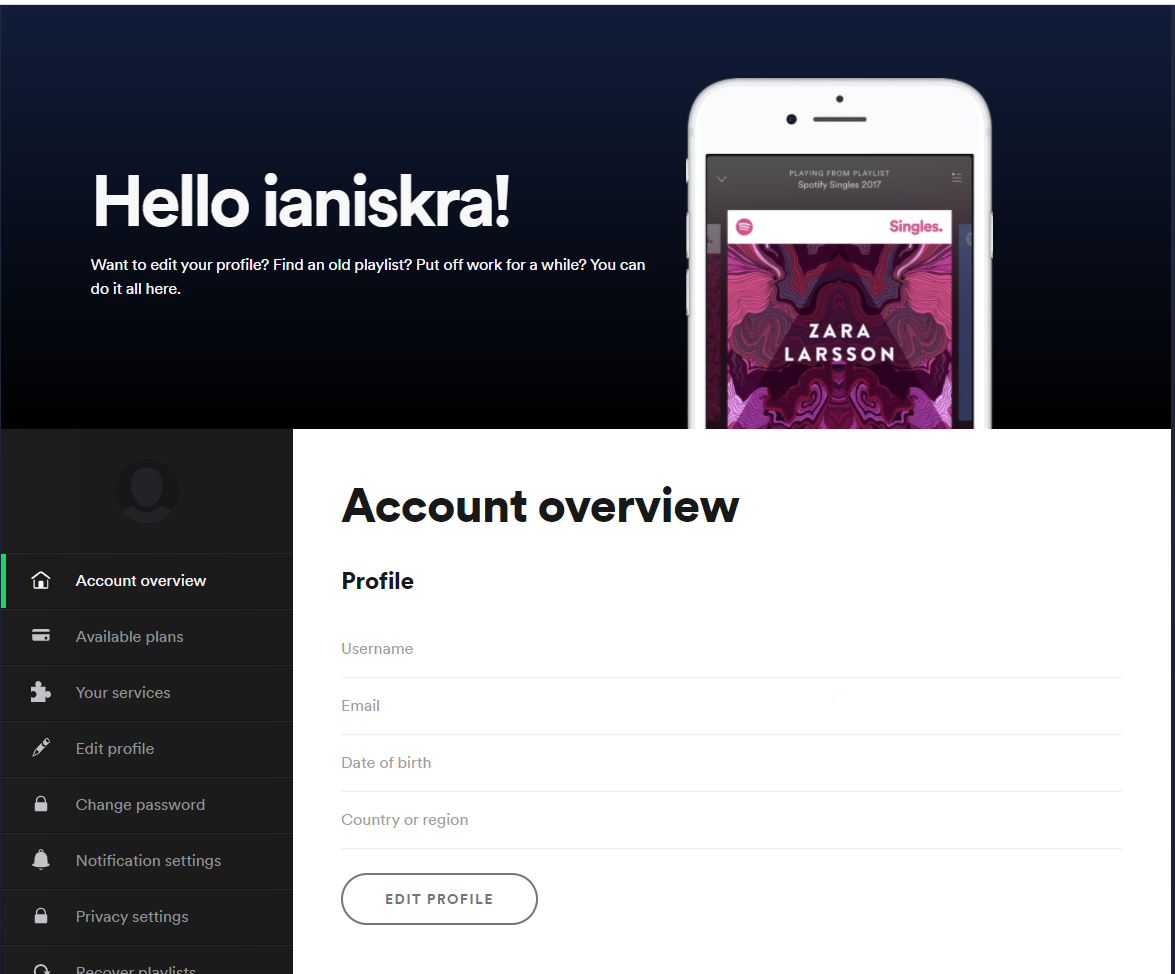 Hello ianiskra!
Want to edit your profile? Find an old playlist? Put off work for a while? You can
do it all here.
PLAYING FROM PLAYLIST
Spotify Singles 2017
Singles.
ZARA
LARSSON
Account overview
Available plans
Your services
Edit profile
Change password
Notification settings
Privacy settings
Recover playlists
Account overview
Profile
Username
Email
Date of birth
Country or region
EDIT PROFILE